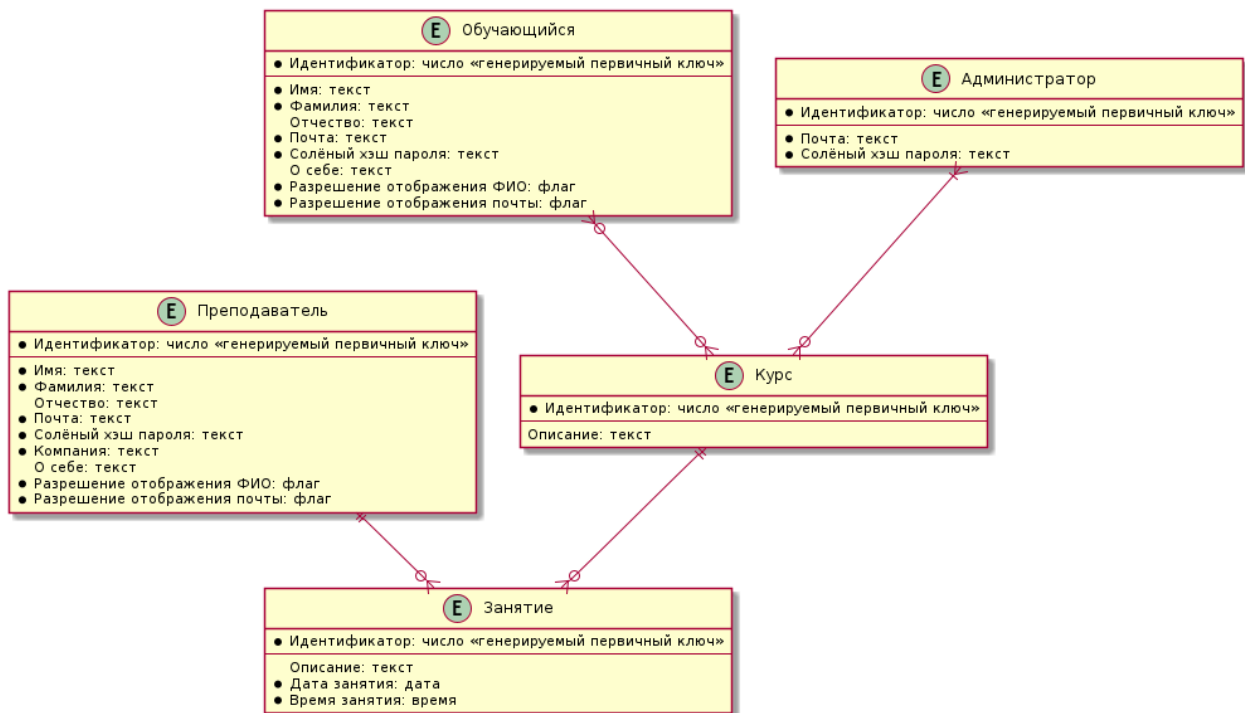 E Обучающийся
Идентификатор: число «генерируемый первичный ключ»
Имя: текст
Фамилия: текст
Отчество: текст
Почта: текст
Солёный хэш пароля: текст
О себе: текст
Разрешение отображения ФИО: флаг
Разрешение отображения почты: флаг
E Администратор
Идентификатор: число «генерируемый первичный ключ»
Почта: текст
Солёный хэш пароля: текст
E Преподаватель
Идентификатор: число «генерируемый первичный ключ»
Имя: текст
Фамилия: текст
Отчество: текст
Почта: текст
Солёный хэш пароля: текст
Компания: текст
О себе: текст
Разрешение отображения ФИО: флаг
Разрешение отображения почты: флаг
E Курс
Идентификатор: число «генерируемый первичный ключ»
Описание: текст
E Занятие
Идентификатор: число «генерируемый первичный ключ»
Описание: текст
Дата занятия: дата
Время занятия: время